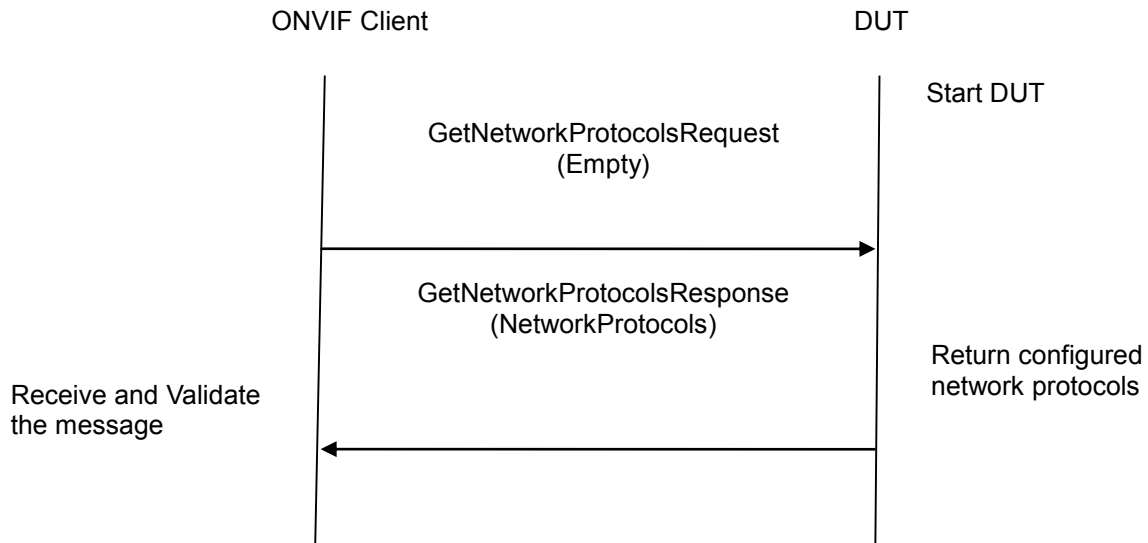 ONVIF Client
DUT
Start DUT
GetNetworkProtocolsRequest
(Empty)
GetNetworkProtocolsResponse
(NetworkProtocols)
Return configured
network protocols
Receive and Validate
the message